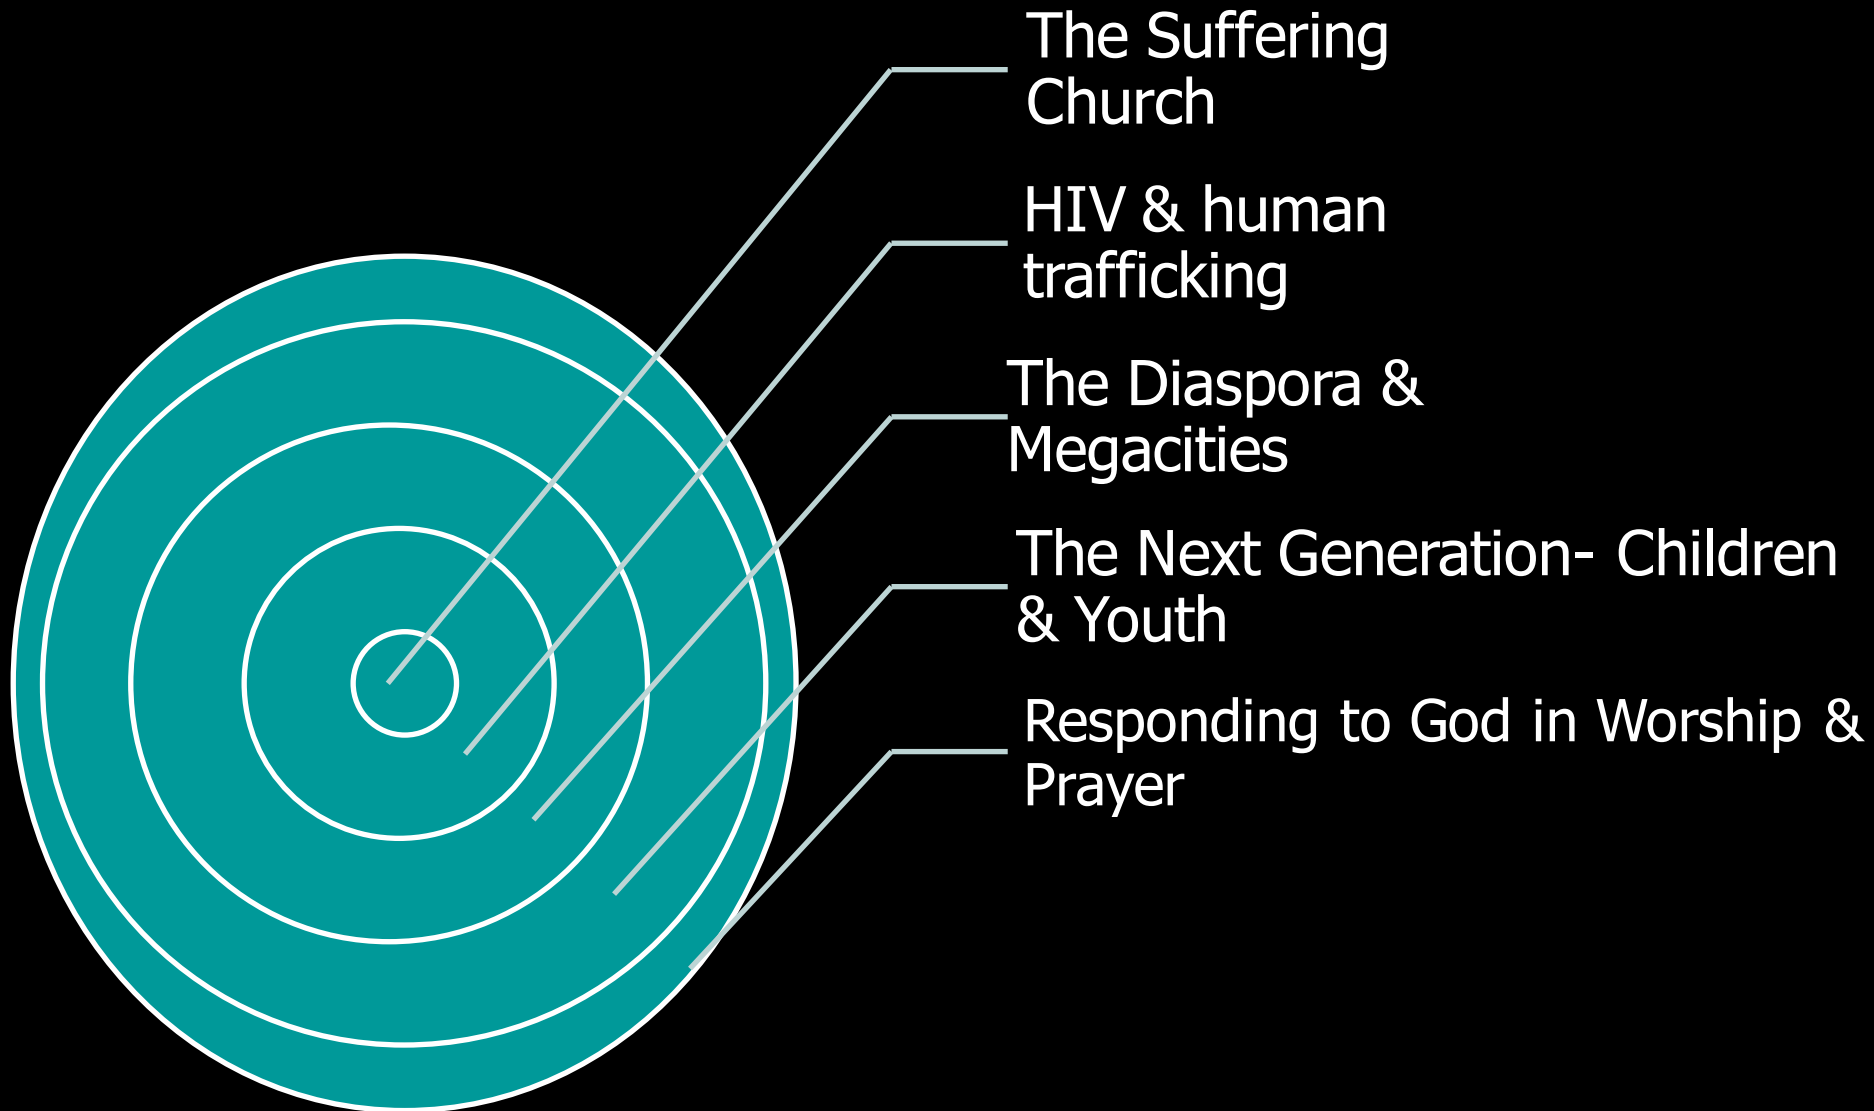 The Suffering
Church
HIV & human
trafficking
The Diaspora &
Megacities
The Next Generation- Children
& Youth
Responding to God in Worship &
Prayer